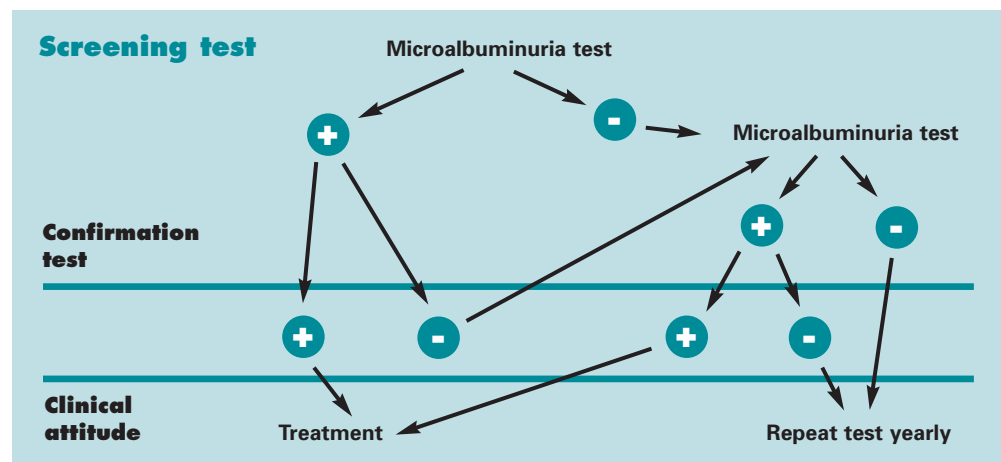 Screening test
Microalbuminuria test
+
-
Microalbuminuria test
+
-
Confirmation
test
+
-
+
-
Clinical
attitude
Treatment
Repeat test yearly